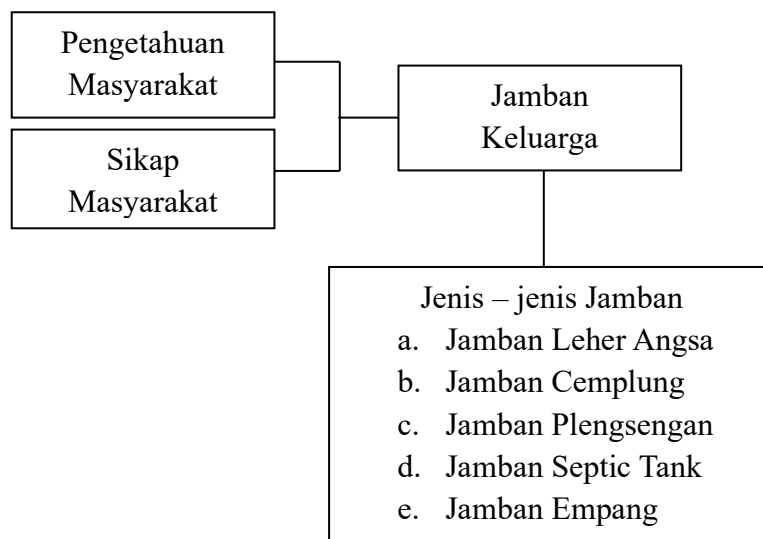 Pengetahuan
Masyarakat
Sikap
Masyarakat
Jamban
Keluarga
Jenis – jenis Jamban
a. Jamban Leher Angsa
b. Jamban Cemplung
c. Jamban Plengsengan
d. Jamban Septic Tank
e. Jamban Empang